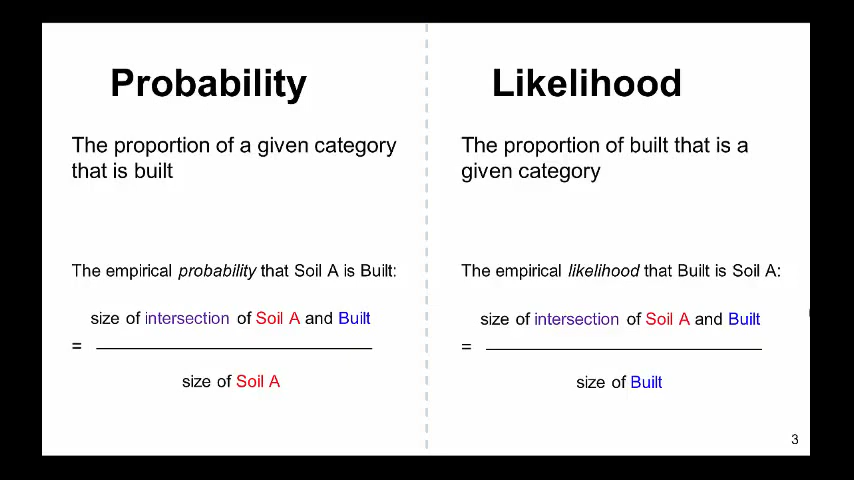 Probability
The proportion of a given category
that is built
The empirical probability that Soil A is Built:
size of intersection of Soil A and Built
=
size of Soil A
Likelihood
The proportion of built that is a
given category
The empirical likelihood that Built is Soil A:
size of intersection of Soil A and Built
=
size of Built
3